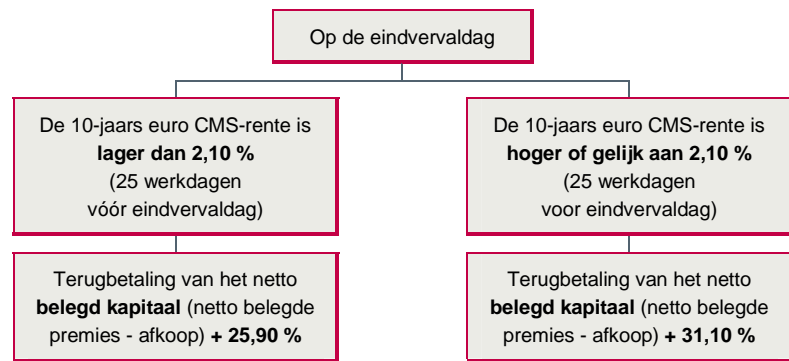 Op de eindvervaldag
De 10-jaars euro CMS-rente is
lager dan 2,10 %
(25 werkdagen
vóór eindvervaldag)
Terugbetaling van het netto
belegd kapitaal (netto belegde
premies - afkoop) + 25,90 %
De 10-jaars euro CMS-rente is
hoger of gelijk aan 2,10 %
(25 werkdagen
voor eindvervaldag)
Terugbetaling van het netto
belegd kapitaal (netto belegde
premies - afkoop) + 31,10 %